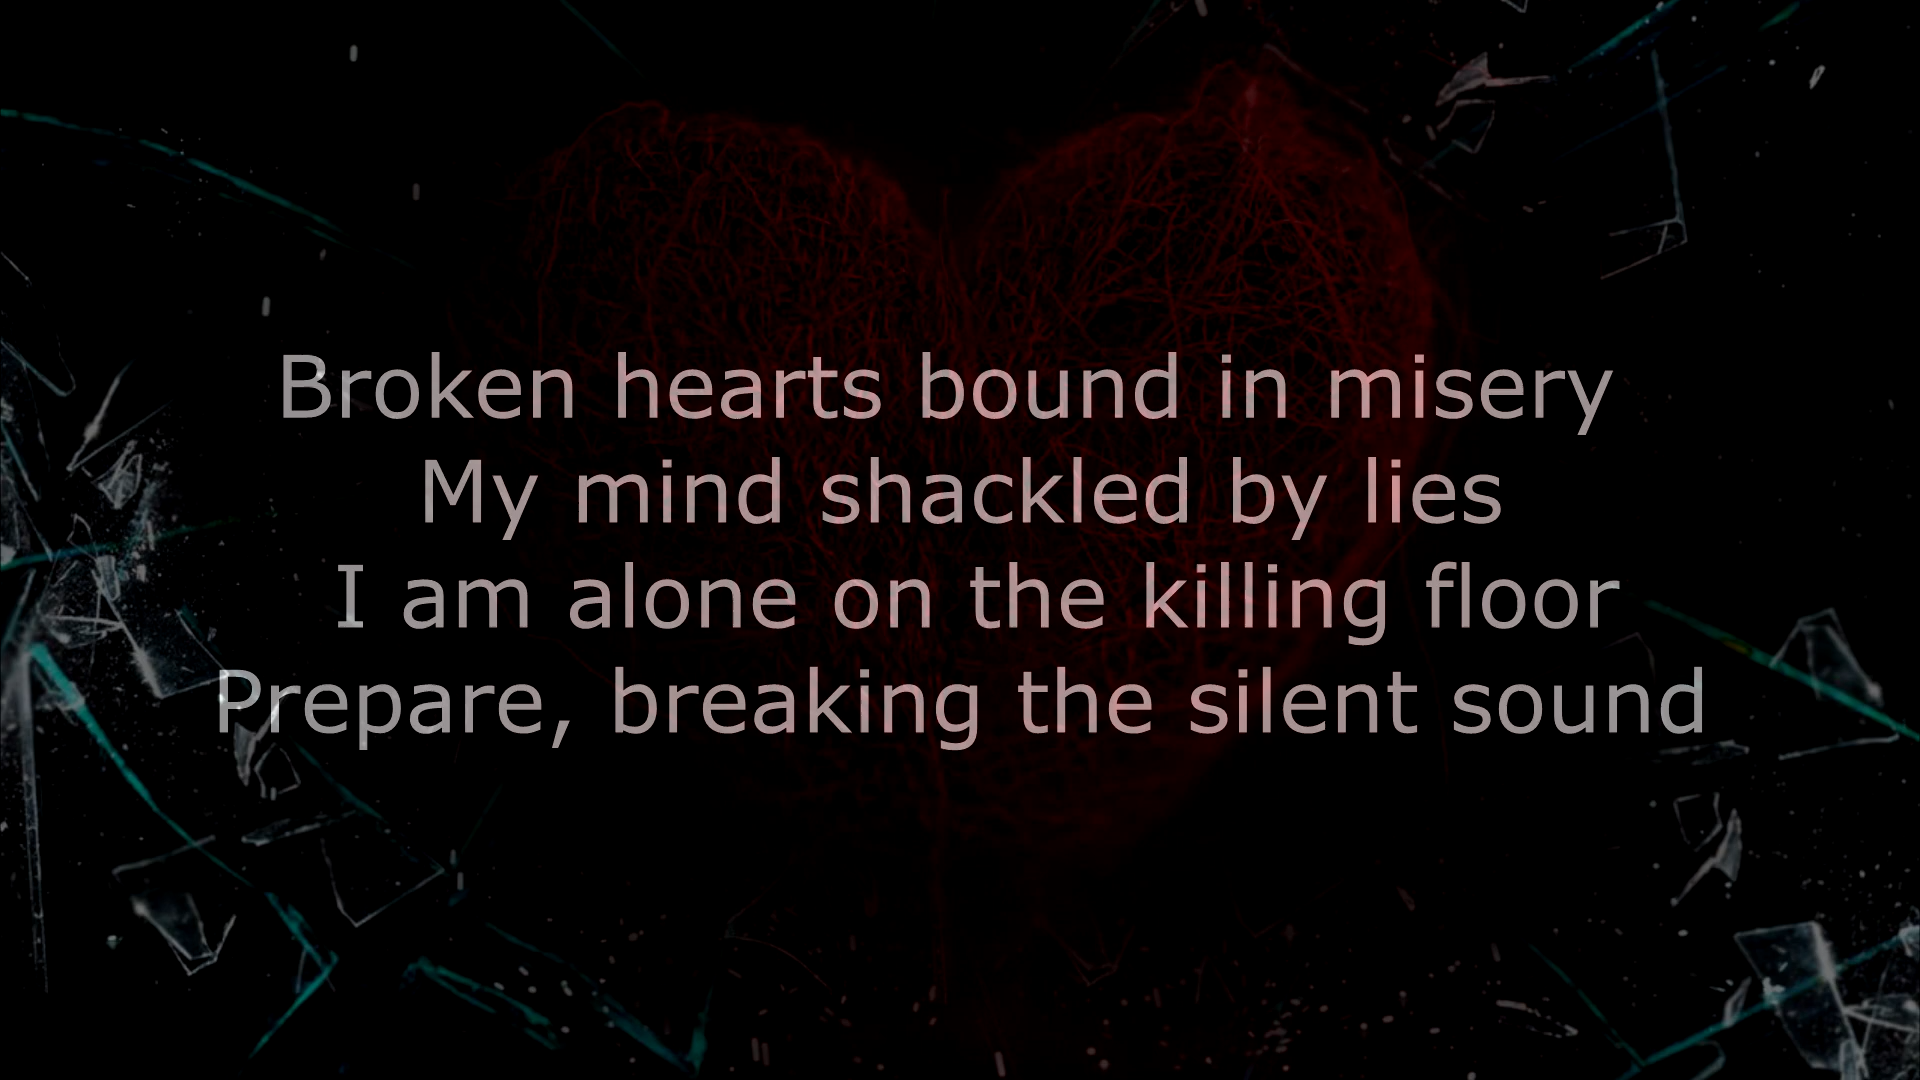 Broken hearts bound in misery
My mind shackled by lies
I am alone on the killing floor
Prepare, breaking the silent sound